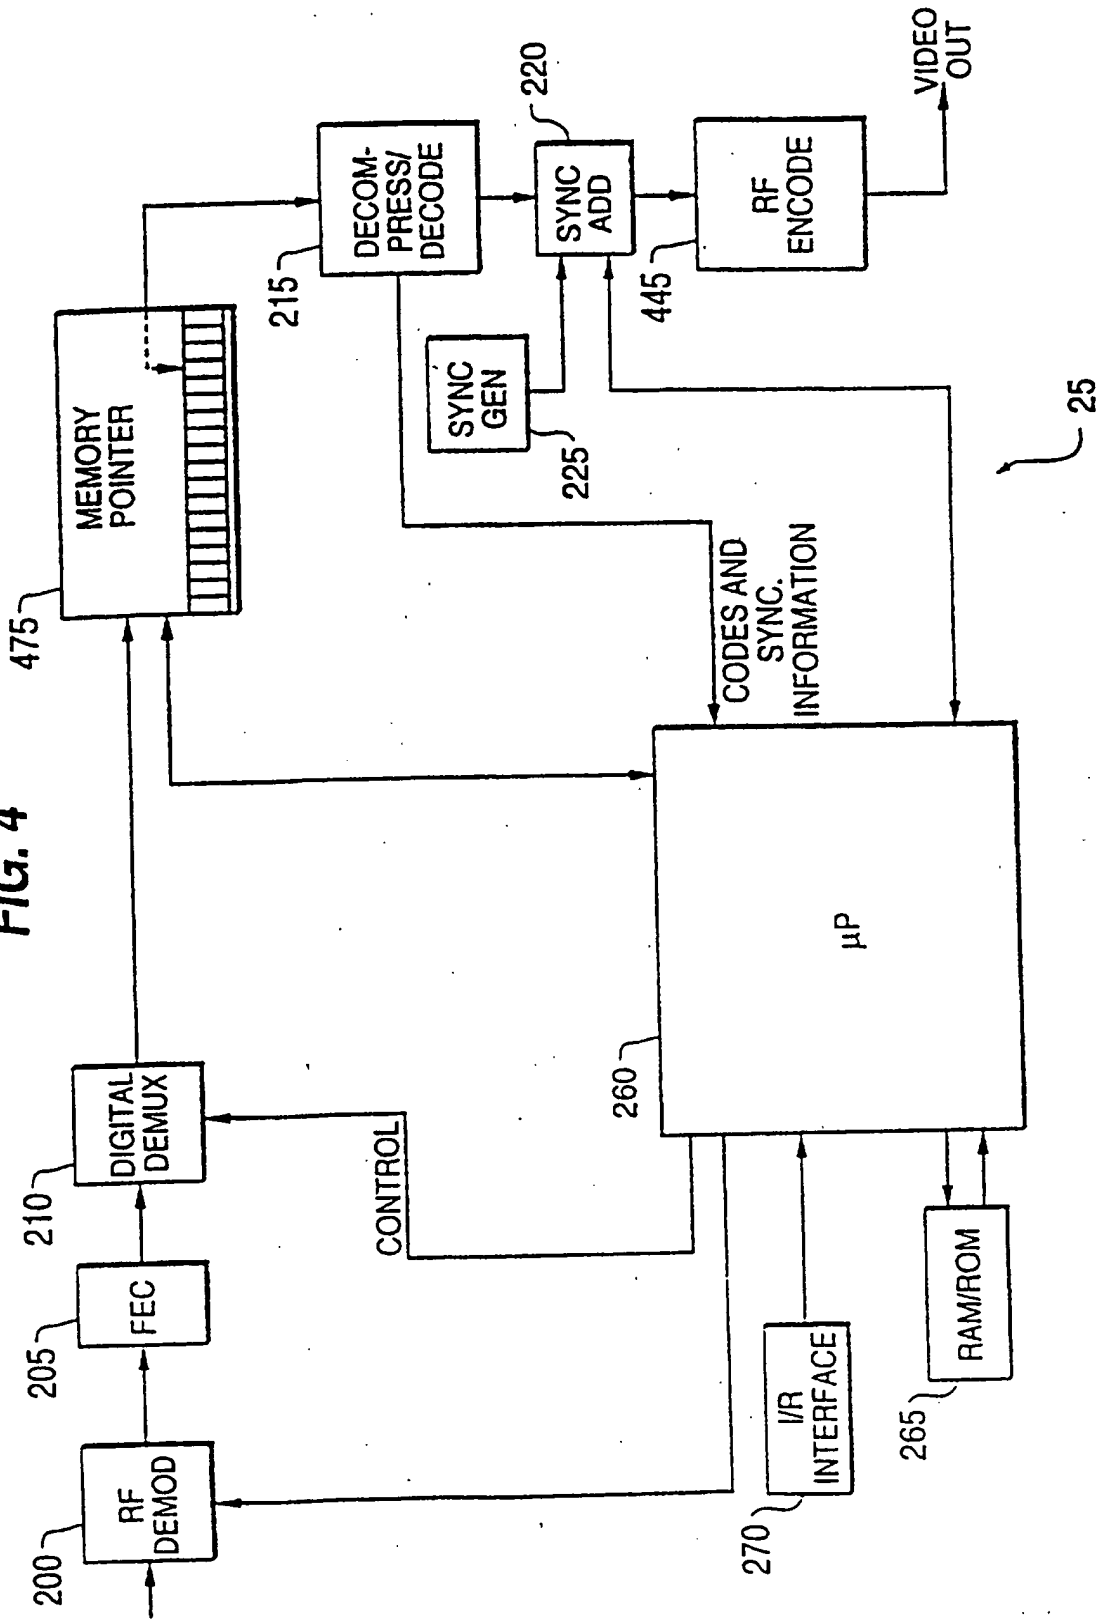 FIG. 4
200
RF
DEMOD
205
FEC
210
DIGITAL
DEMUX
475
MEMORY
POINTER
215
DECOM-
PRESS/
DECODE
220
SYNC
ADD
SYNC
GEN
225
445
RF
ENCODE
VIDEO
OUT
CONTROL
CODES AND
SYNC.
INFORMATION
260
µP
270
I/R
INTERFACE
265
RAM/ROM
25